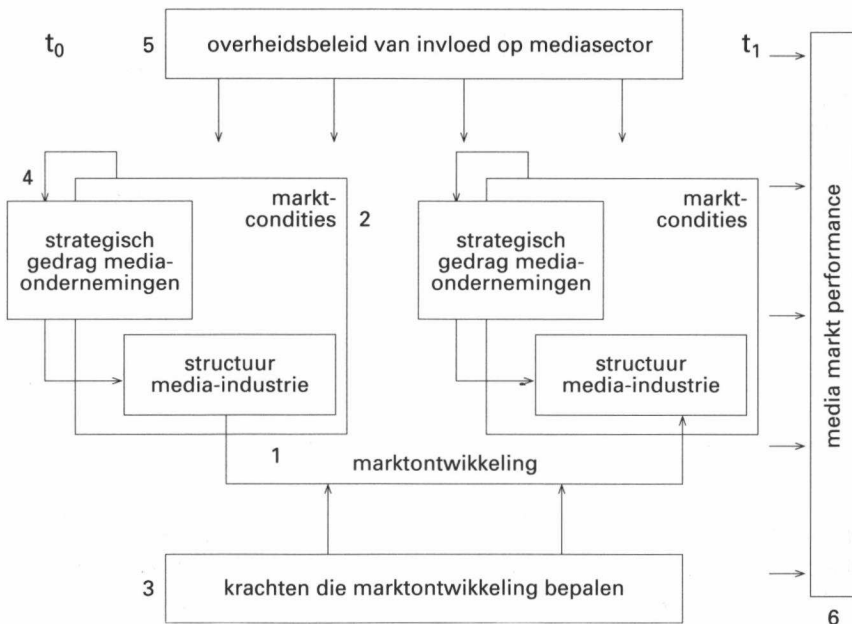 t0
5
overheidsbeleid van invloed op mediasector
t1
4
markt-
condities
2
strategisch
gedrag media-
ondernemingen
structuur
media-industrie
markt-
condities
strategisch
gedrag media-
ondernemingen
structuur
media-industrie
1
marktontwikkeling
3
krachten die marktontwikkeling bepalen
media markt performance
6